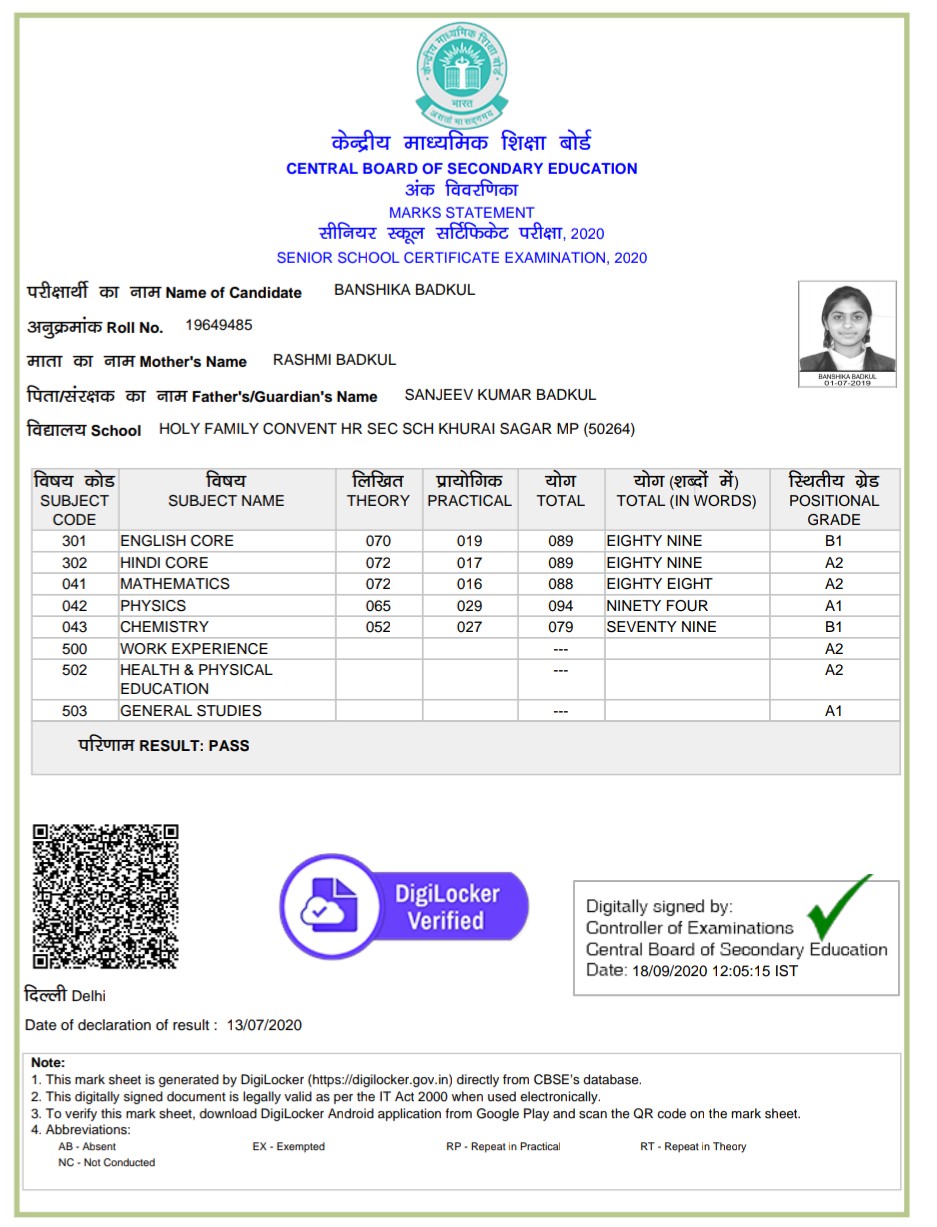 केन्द्रीय माध्यमिक शिक्षा बोर्ड
भारत
असतो मा सद्गमय
केन्द्रीय माध्यमिक शिक्षा बोर्ड
CENTRAL BOARD OF SECONDARY EDUCATION
अंक विवरणिका
MARKS STATEMENT
सीनियर स्कूल सर्टिफिकेट परीक्षा, 2020
SENIOR SCHOOL CERTIFICATE EXAMINATION, 2020
परीक्षार्थी का नाम Name of Candidate BANSHIKA BADKUL
अनुक्रमांक Roll No. 19649485
माता का नाम Mother's Name RASHMI BADKUL
BANSHIKA BADKUL
01-07-2019
पिता/संरक्षक का नाम Father's/Guardian's Name SANJEEV KUMAR BADKUL
विद्यालय School HOLY FAMILY CONVENT HR SEC SCH KHURAI SAGAR MP (50264)
विषय कोड विषय लिखित प्रायोगिक योग योग (शब्दों में) स्थितीय ग्रेड
SUBJECT SUBJECT NAME THEORY PRACTICAL TOTAL TOTAL (IN WORDS) POSITIONAL
CODE GRADE
301 ENGLISH CORE 070 019 089 EIGHTY NINE B1
302 HINDI CORE 072 017 089 EIGHTY NINE A2
041 MATHEMATICS 072 016 088 EIGHTY EIGHT A2
042 PHYSICS 065 029 094 NINETY FOUR A1
043 CHEMISTRY 052 027 079 SEVENTY NINE B1
500 WORK EXPERIENCE --- A2
502 HEALTH & PHYSICAL --- A2
EDUCATION
503 GENERAL STUDIES --- A1
परिणाम RESULT: PASS
DigiLocker
Verified
Digitally signed by:
Controller of Examinations
Central Board of Secondary Education
Date: 18/09/2020 12:05:15 IST
दिल्ली Delhi
Date of declaration of result : 13/07/2020
Note:
1. This mark sheet is generated by DigiLocker (https://digilocker.gov.in) directly from CBSE's database.
2. This digitally signed document is legally valid as per the IT Act 2000 when used electronically.
3. To verify this mark sheet, download DigiLocker Android application from Google Play and scan the QR code on the mark sheet.
4. Abbreviations:
AB - Absent EX - Exempted RP - Repeat in Practical RT - Repeat in Theory
NC - Not Conducted